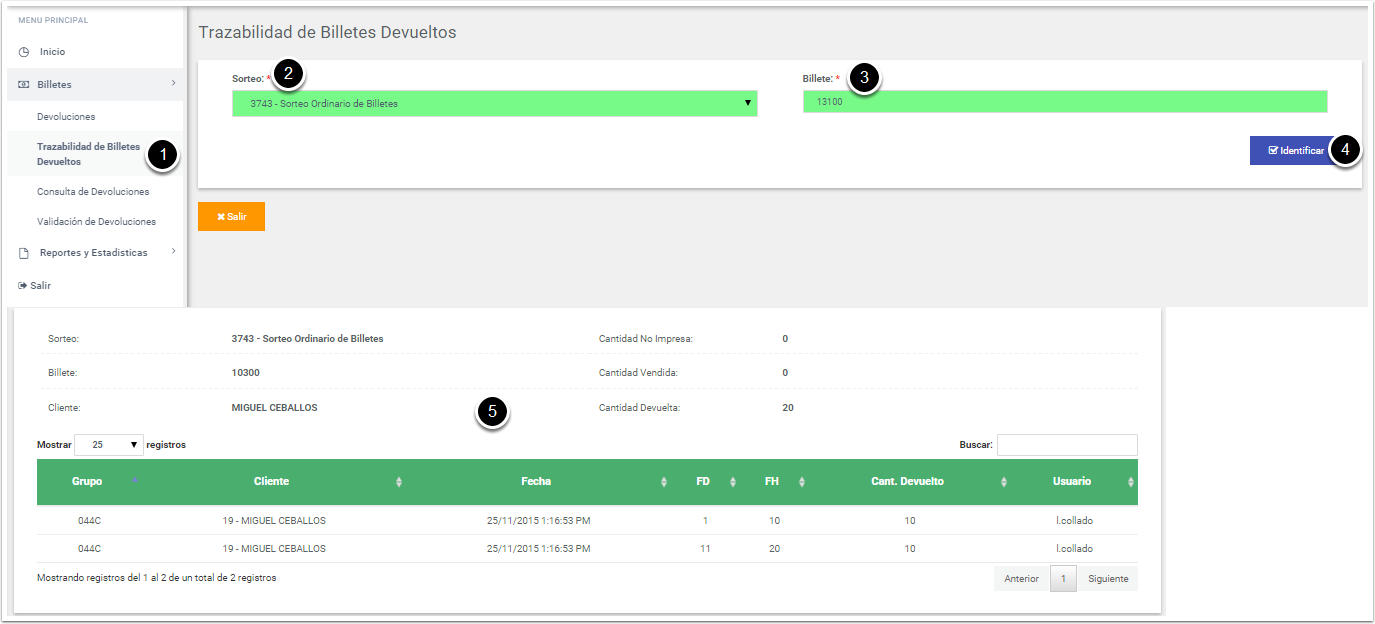 MENU PRINCIPAL
Inicio
Billetes
Devoluciones
Trazabilidad de Billetes
Devueltos
1
Consulta de Devoluciones
Validación de Devoluciones
Reportes y Estadisticas
Salir
Trazabilidad de Billetes Devueltos
Sorteo: * 2
3743 - Sorteo Ordinario de Billetes
Billete: * 3
13100
Identificar 4
Salir
Sorteo: 3743 - Sorteo Ordinario de Billetes Cantidad No Impresa: 0
Billete: 10300 Cantidad Vendida: 0
Cliente: MIGUEL CEBALLOS 5 Cantidad Devuelta: 20
Mostrar 25 registros Buscar:
Grupo Cliente Fecha FD FH Cant. Devuelto Usuario
044C 19 - MIGUEL CEBALLOS 25/11/2015 1:16:53 PM 1 10 10 l.collado
044C 19 - MIGUEL CEBALLOS 25/11/2015 1:16:53 PM 11 20 10 l.collado
Mostrando registros del 1 al 2 de un total de 2 registros Anterior 1 Siguiente